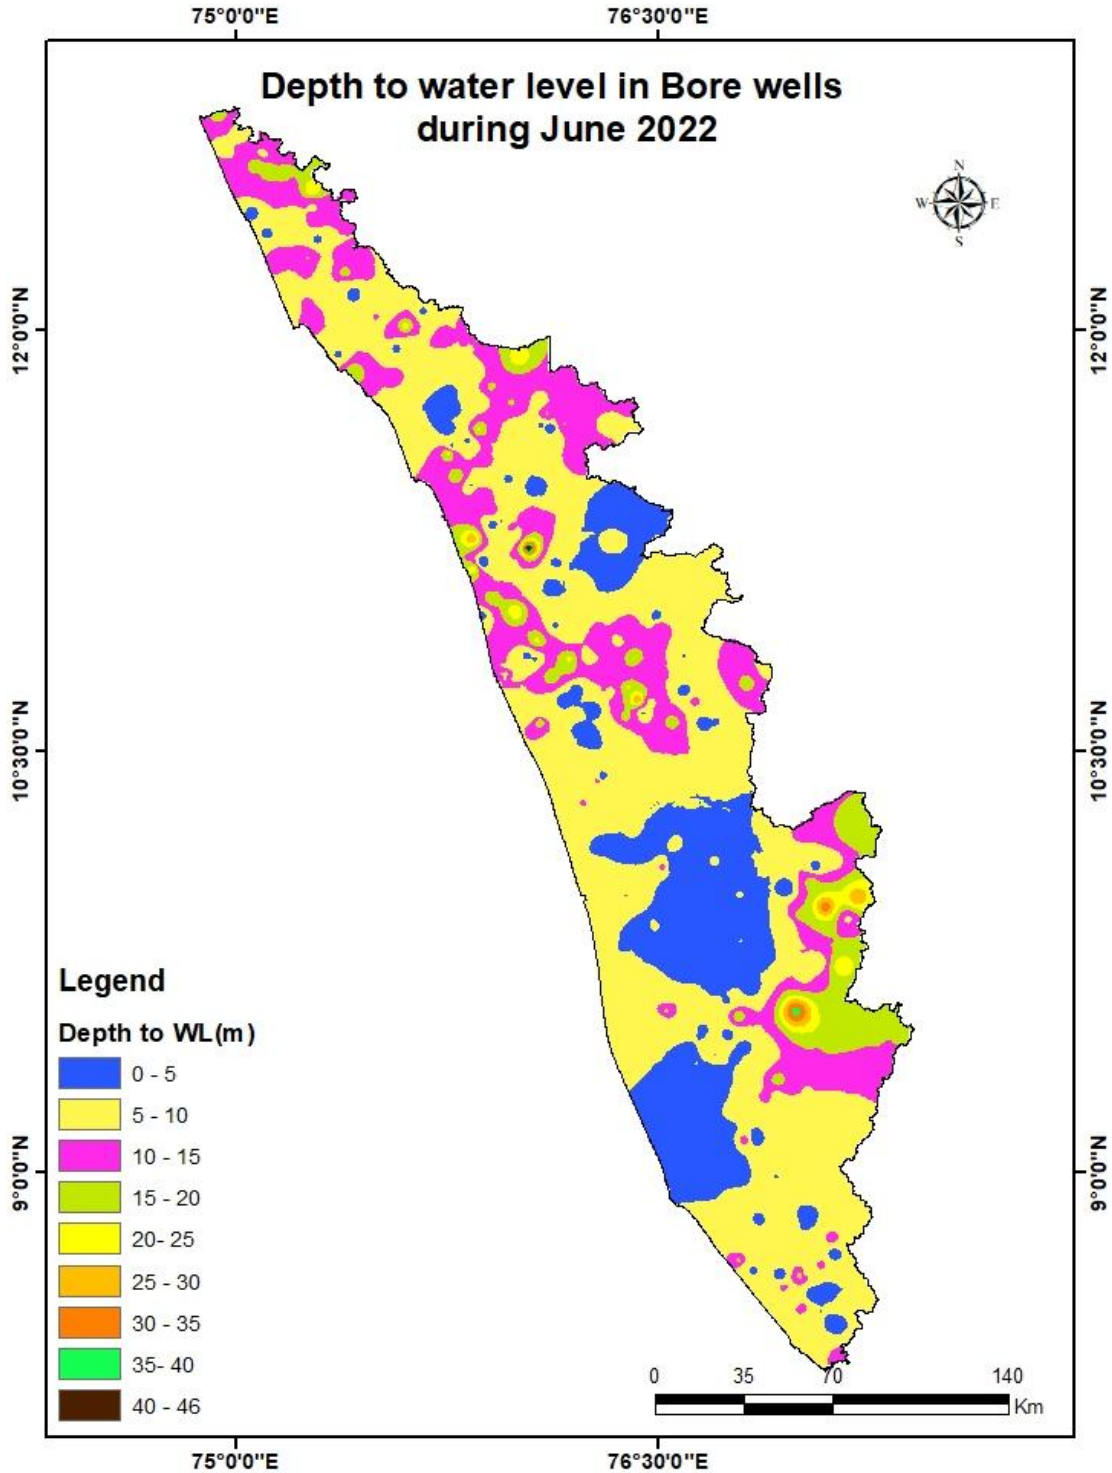 75°0'0"E
76°30'0"E
Depth to water level in Bore wells
during June 2022
N
W
E
S
12°0'0"N
12°0'0"N
10°30'0"N
10°30'0"N
9°0'0"N
9°0'0"N
Legend
Depth to WL(m)
0 - 5
5 - 10
10 - 15
15 - 20
20- 25
25 - 30
30 - 35
35- 40
40 - 46
0 35 70 140
Km
75°0'0"E
76°30'0"E